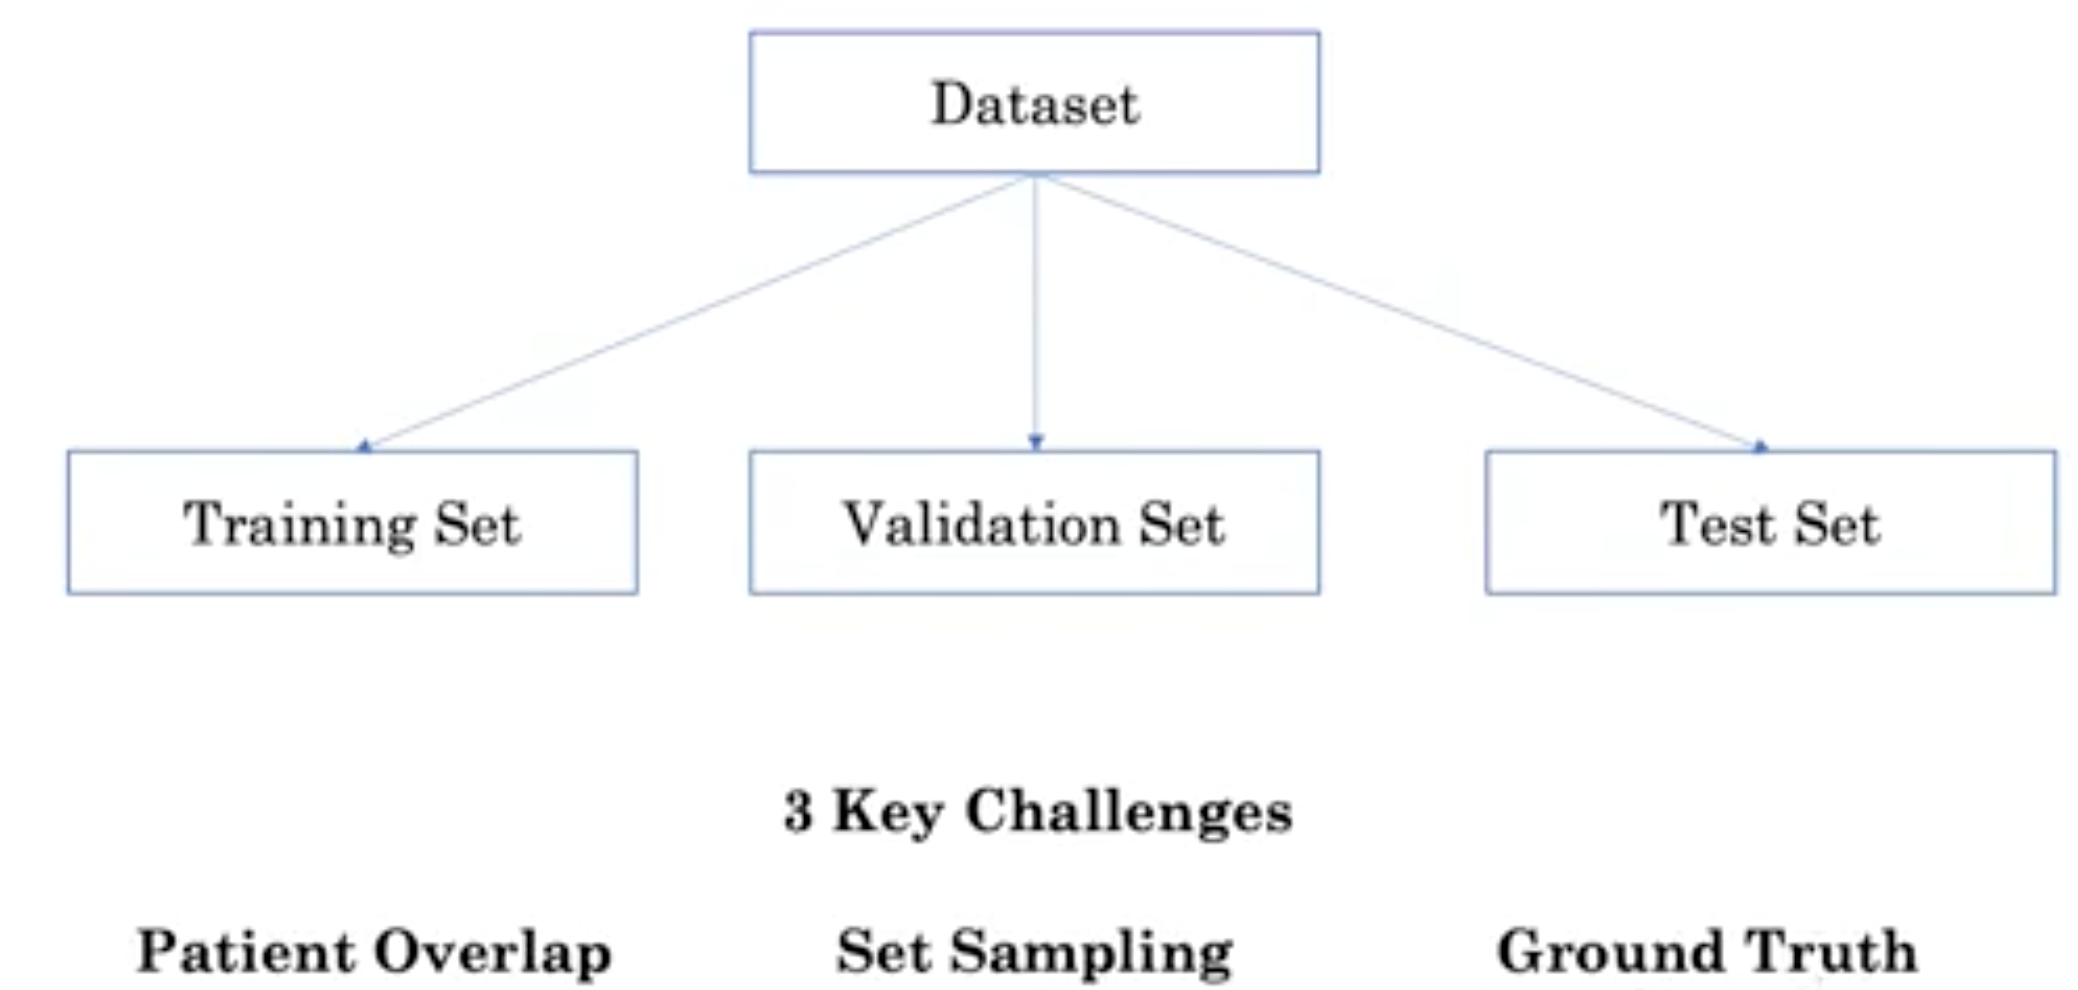 Dataset
Training Set
Validation Set
Test Set
3 Key Challenges
Patient Overlap
Set Sampling
Ground Truth